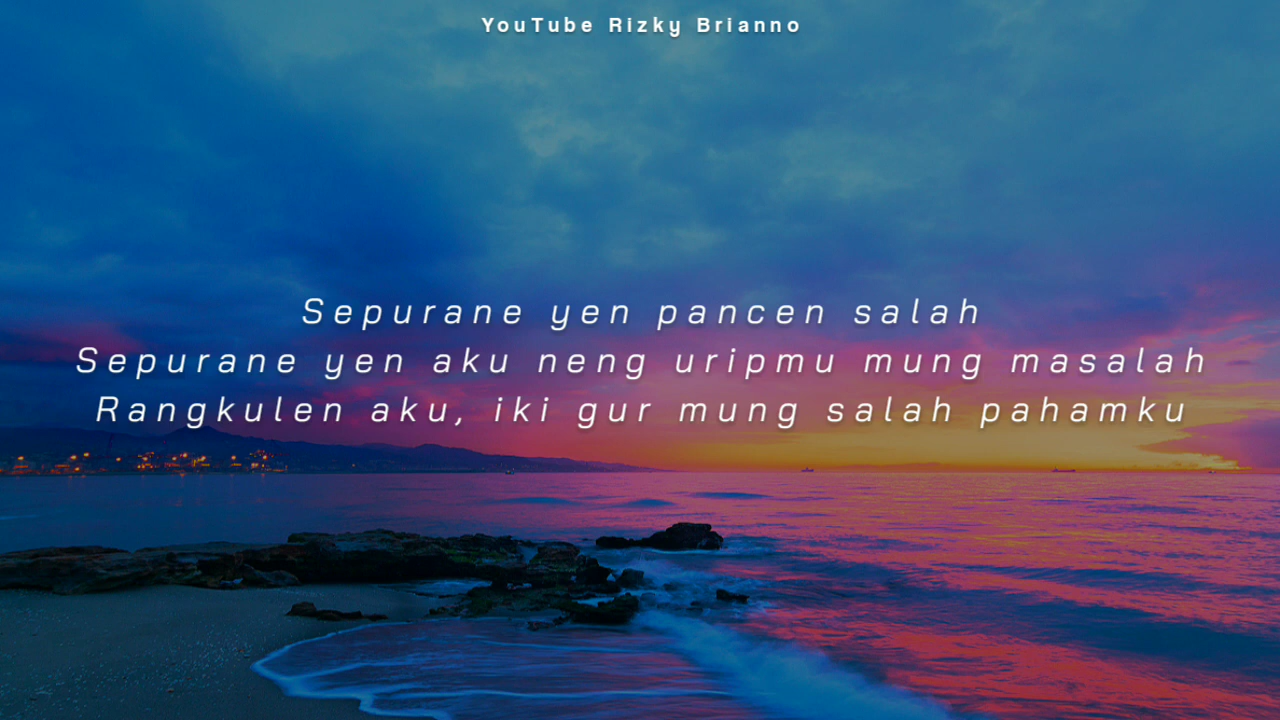 YouTube Rizky Brianno
Sepurane yen pancen salah
Sepurane yen aku neng uripmu mung masalah
Rangkulen aku, iki gur mung salah pahamku